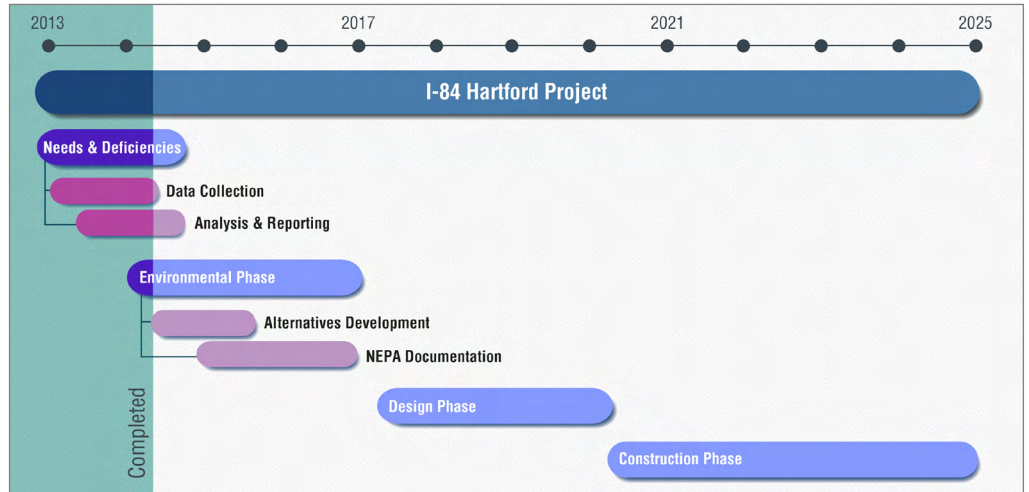 2013 2017 2021 2025
I-84 Hartford Project
Needs & Deficiencies
Data Collection
Analysis & Reporting
Environmental Phase
Alternatives Development
NEPA Documentation
Design Phase
Construction Phase
Completed